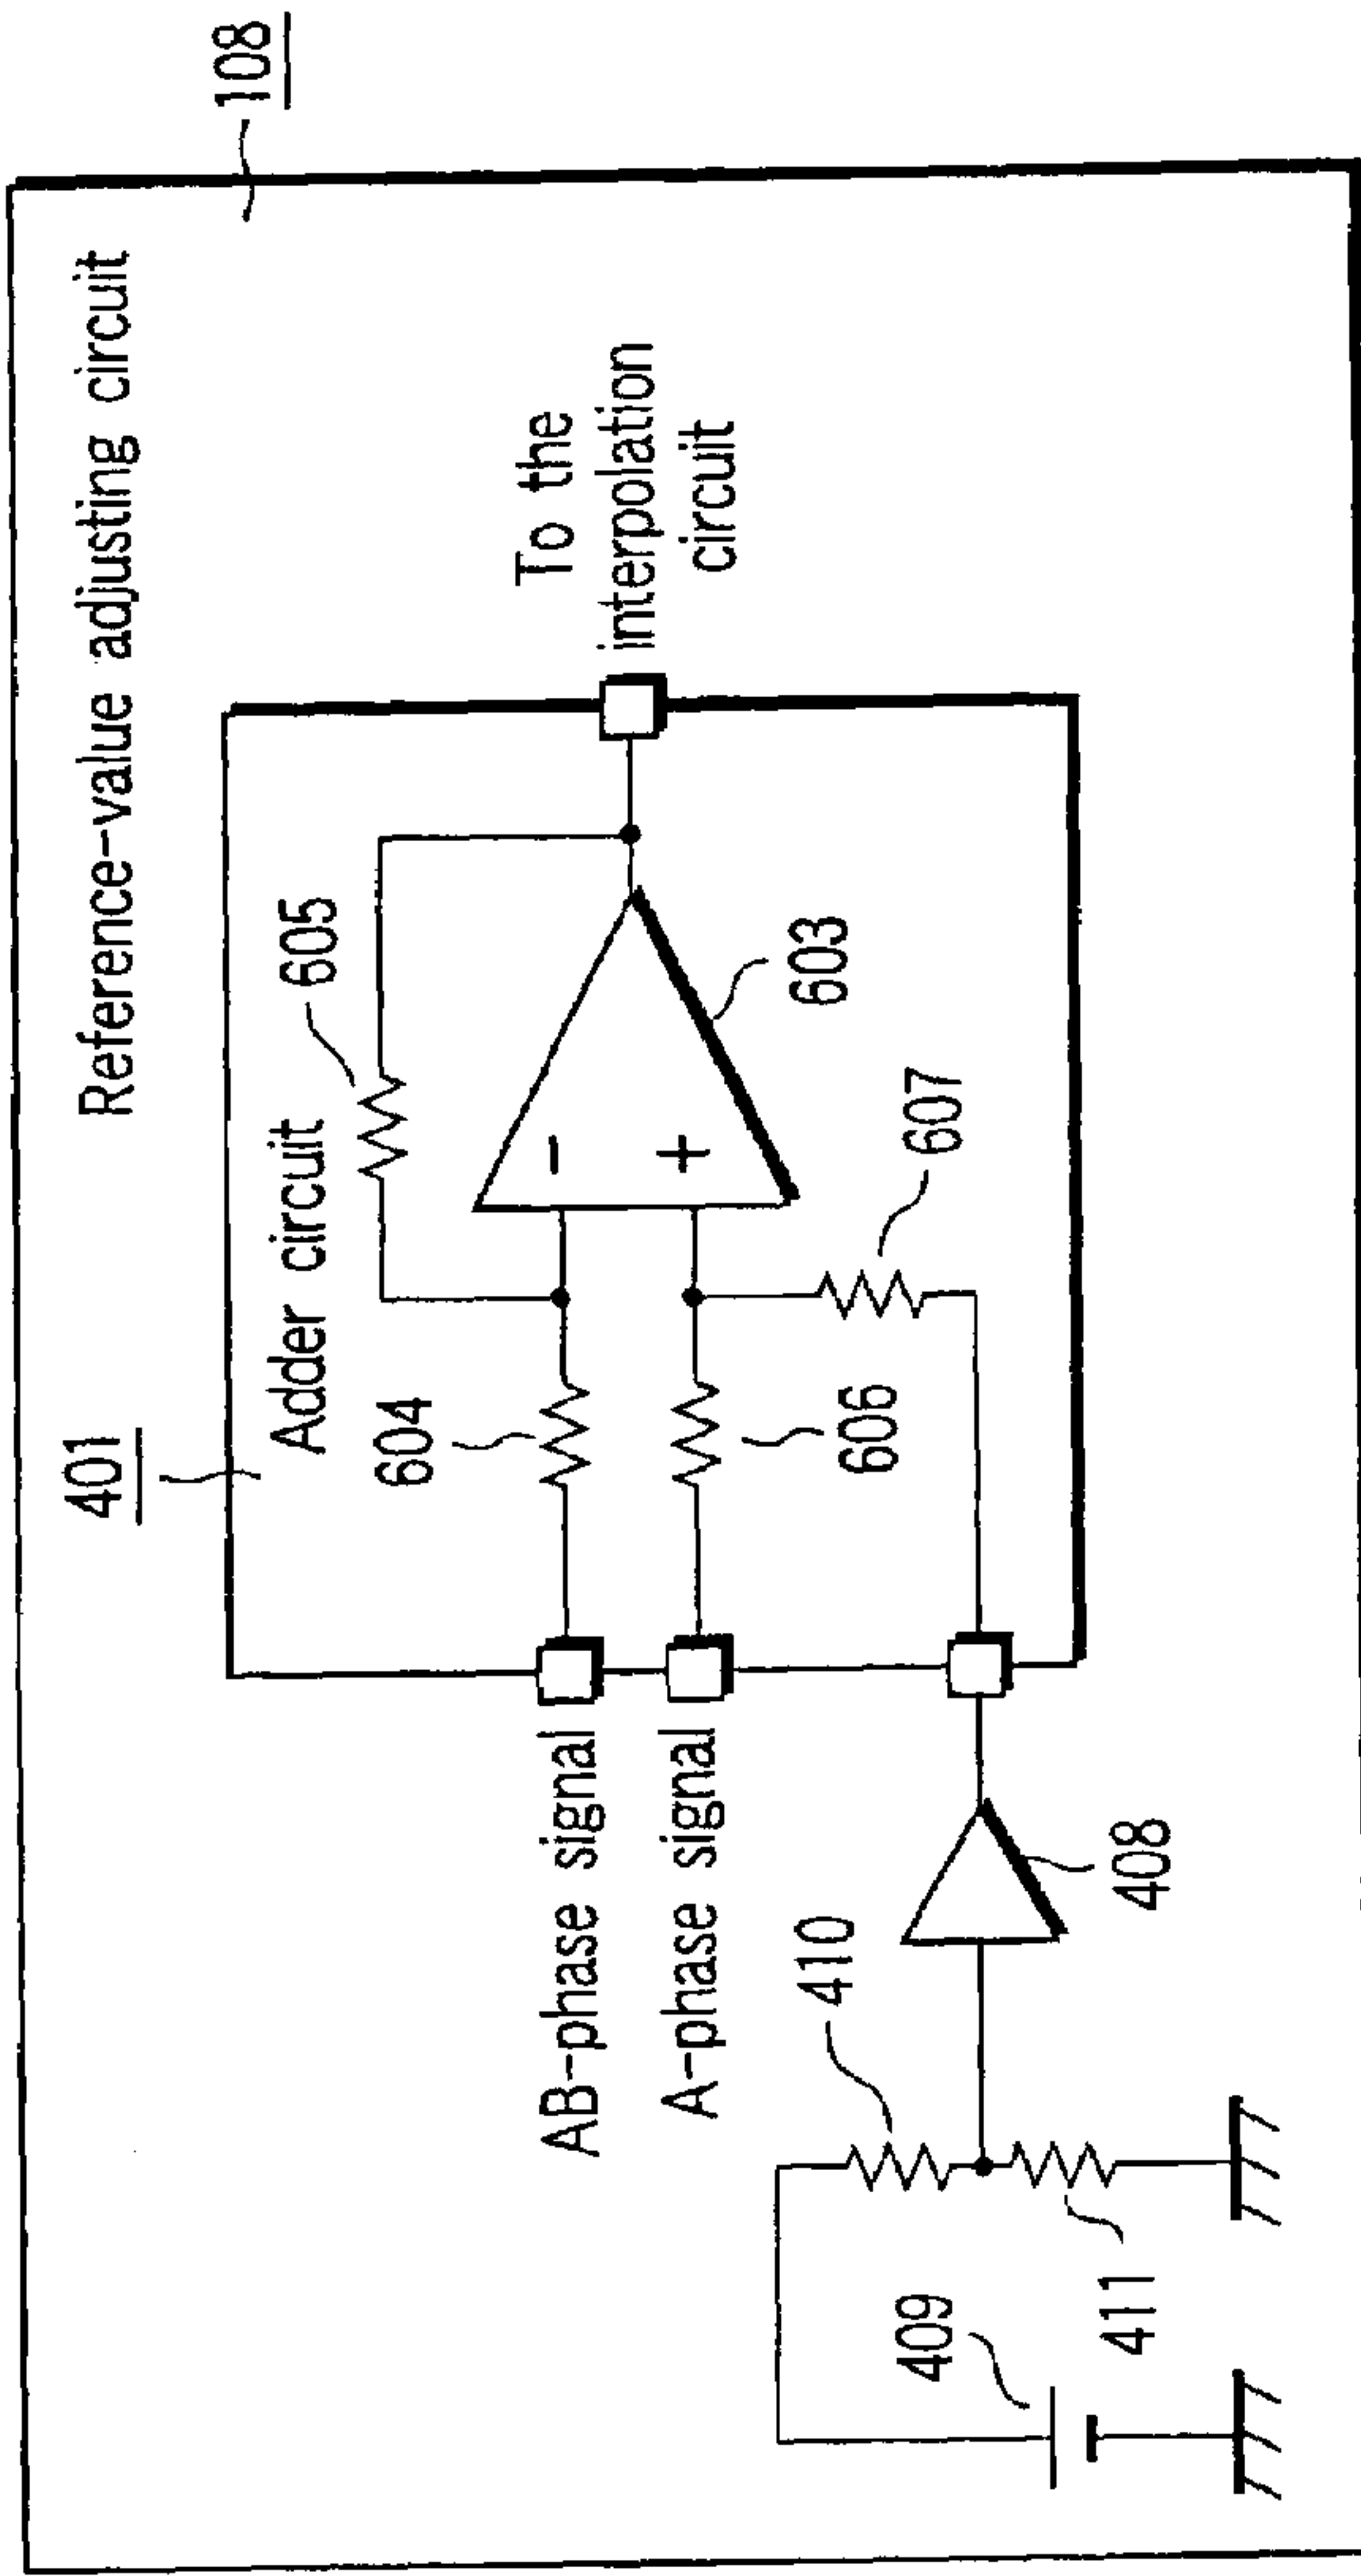 108
Reference-value adjusting circuit
401
Adder circuit
605
604
-
+
603
To the
interpolation
circuit
607
606
AB-phase signal
A-phase signal
410
408
409
411